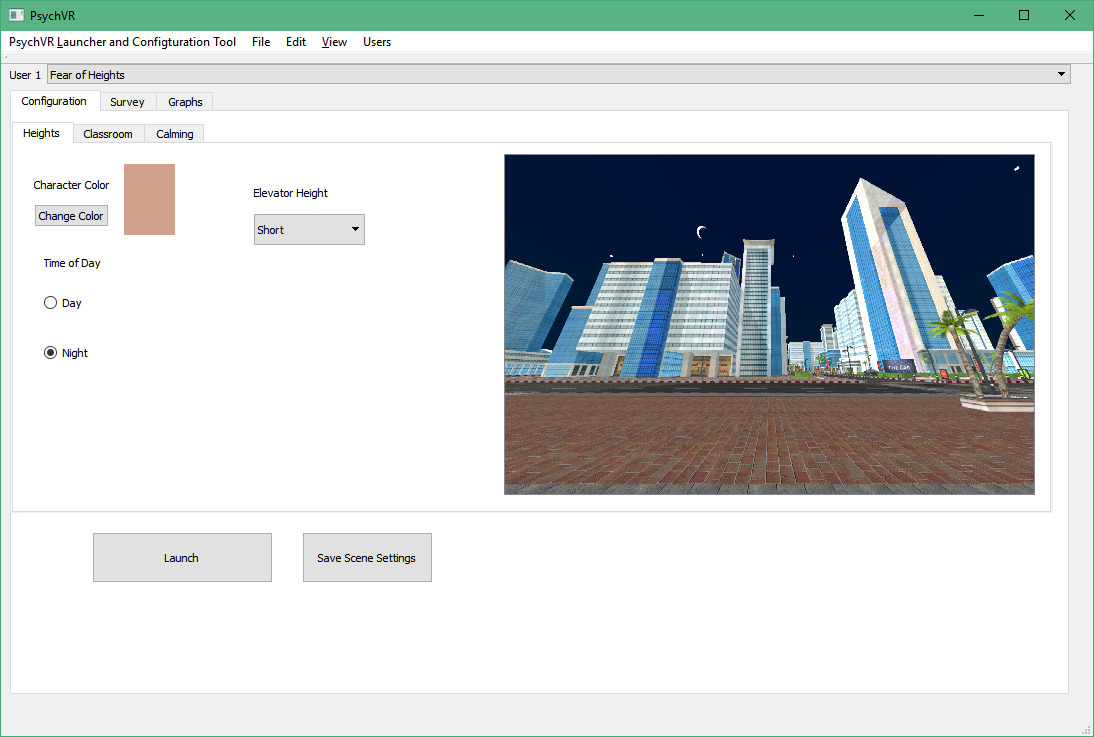 PsychVR
PsychVR Launcher and Configturation Tool File Edit View Users
User 1 Fear of Heights
Configuration Survey Graphs
Heights Classroom Calming
Character Color
Change Color
Elevator Height
Short
Time of Day
Day
Night
THE CAR
Launch Save Scene Settings